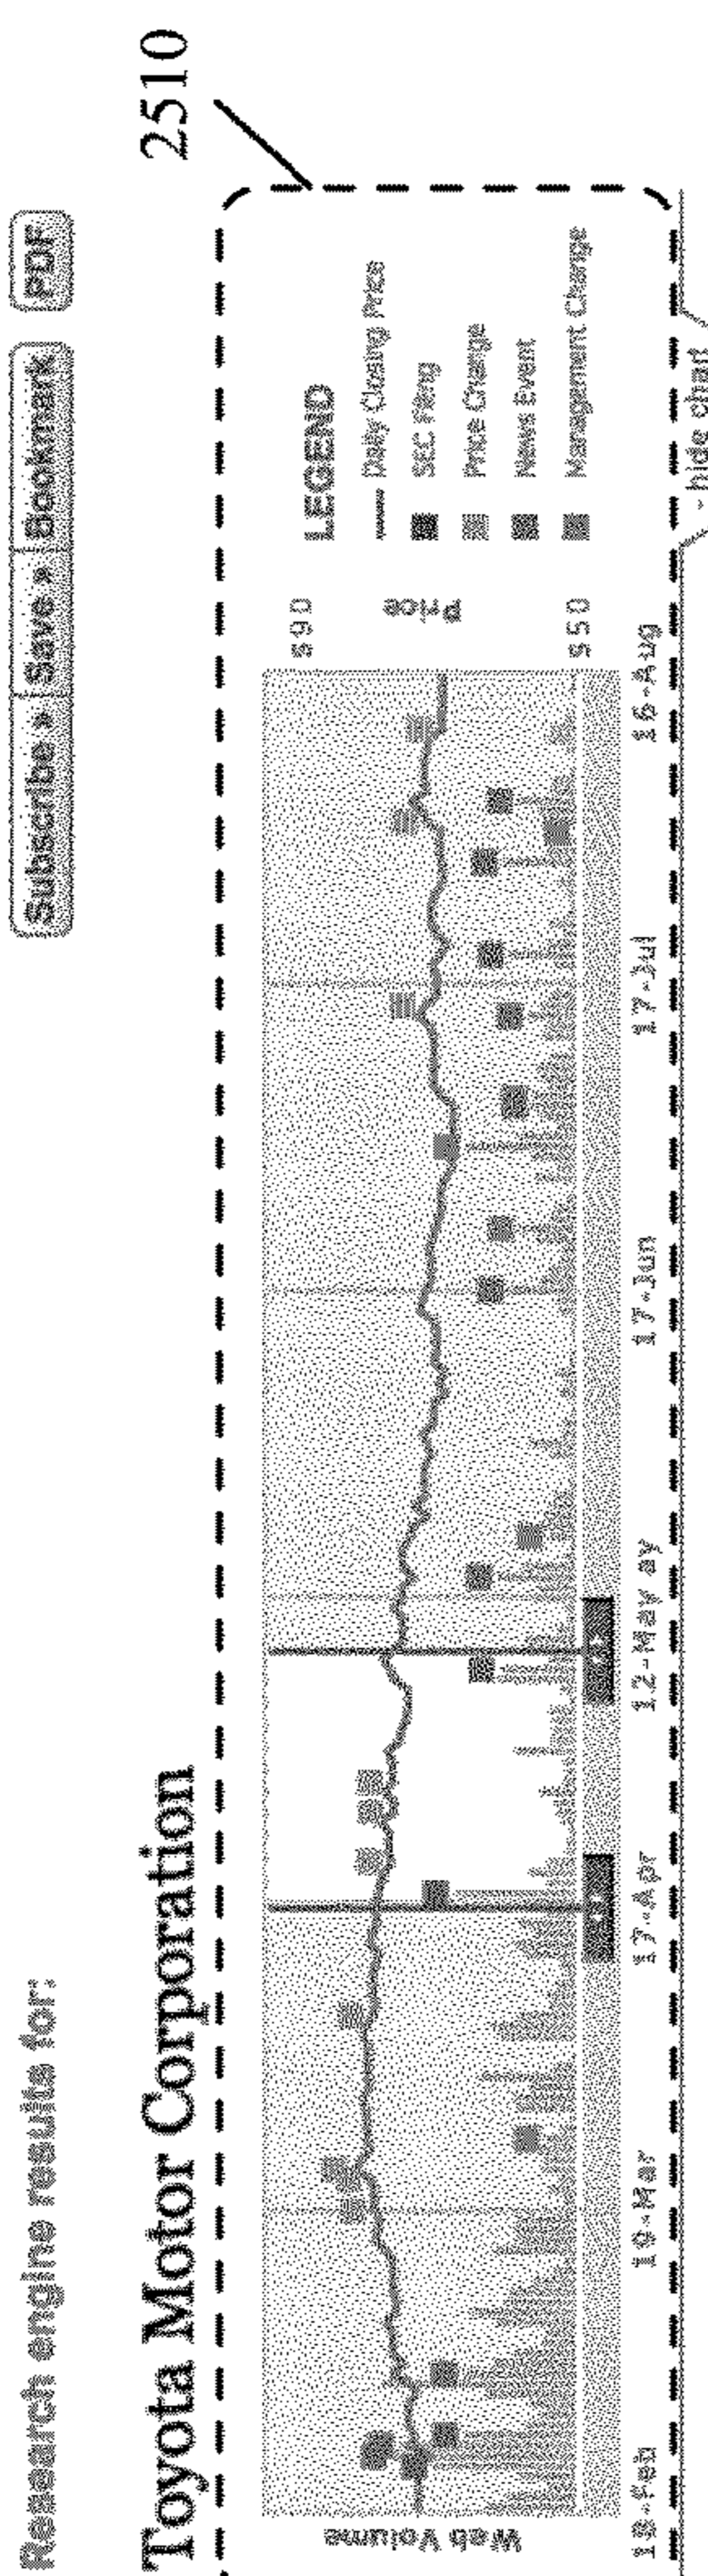 Research engine results for:
Subscribe » Save » Bookmark PDF
Toyota Motor Corporation
2510
Web Volume
$90
Price
$50
LEGEND
Daily Closing Price
SEC Filing
Price Change
News Event
Management Change
18-Feb 19-Mar 17-Apr 12-May ay 17-Jun 17-Jul 16-Aug
- hide chart